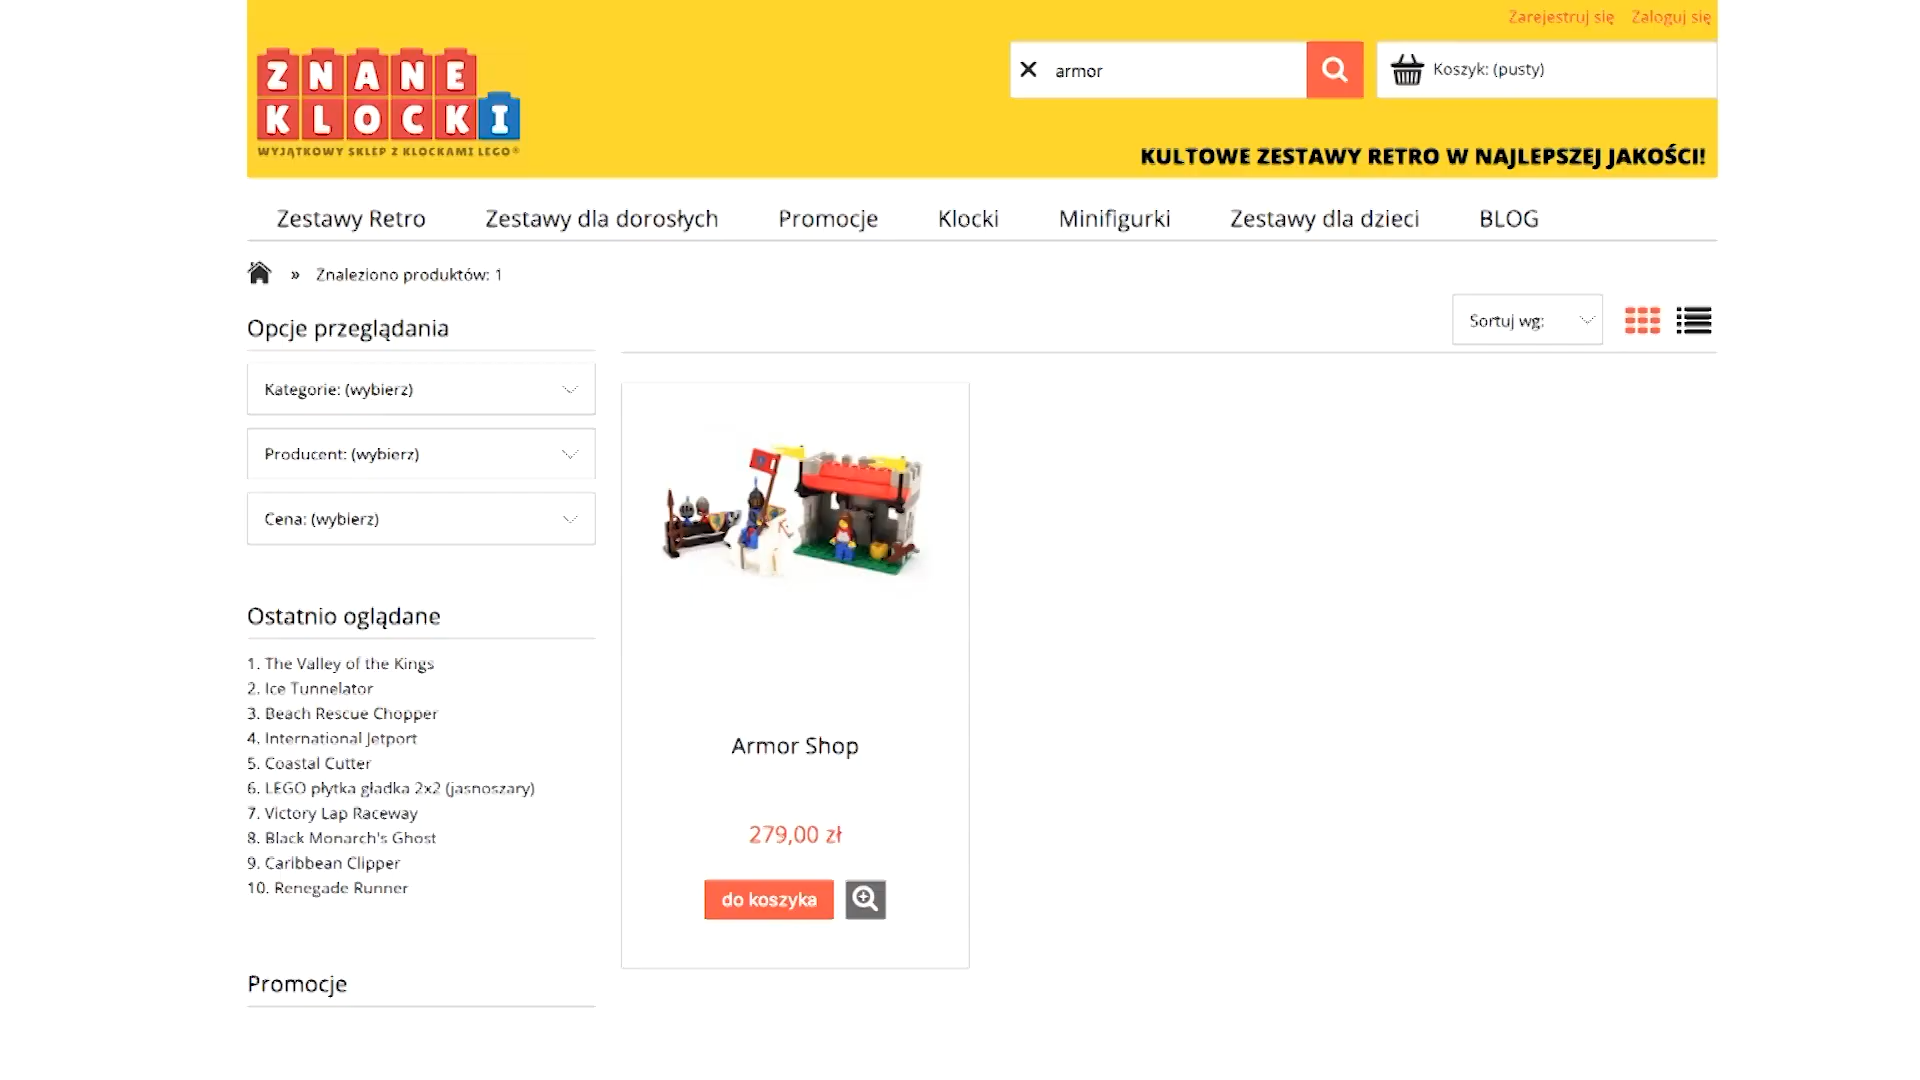 Zarejestruj się Zaloguj się
ZNANE
KLOCKI
WYJĄTKOWY SKLEP Z KLOCKAMI LEGO®
armor
Koszyk: (pusty)
KULTOWE ZESTAWY RETRO W NAJLEPSZEJ JAKOŚCI!
Zestawy Retro Zestawy dla dorosłych Promocje Klocki Minifigurki Zestawy dla dzieci BLOG
» Znaleziono produktów: 1
Opcje przeglądania
Sortuj wg:
Kategorie: (wybierz)
Producent: (wybierz)
Cena: (wybierz)
Ostatnio oglądane
1. The Valley of the Kings
2. Ice Tunnelator
3. Beach Rescue Chopper
4. International Jetport
5. Coastal Cutter
6. LEGO płytka gładka 2x2 (jasnoszary)
7. Victory Lap Raceway
8. Black Monarch's Ghost
9. Caribbean Clipper
10. Renegade Runner
Promocje
Armor Shop
279,00 zł
do koszyka